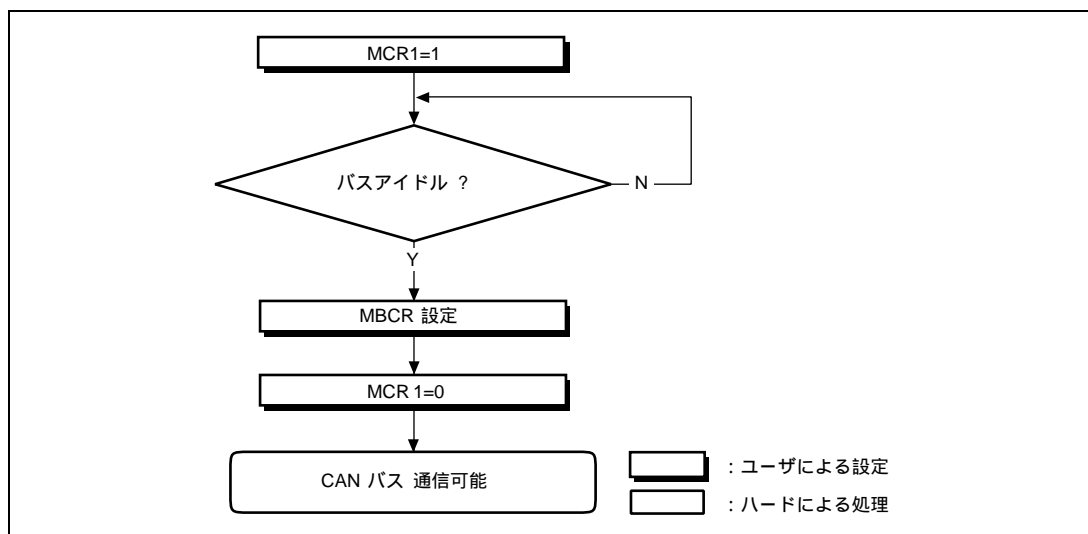 MCR1=1
バスアイドル ?
N
Y
MBCR 設定
MCR 1=0
CAN バス 通信可能
:ユーザによる設定
:ハードによる処理